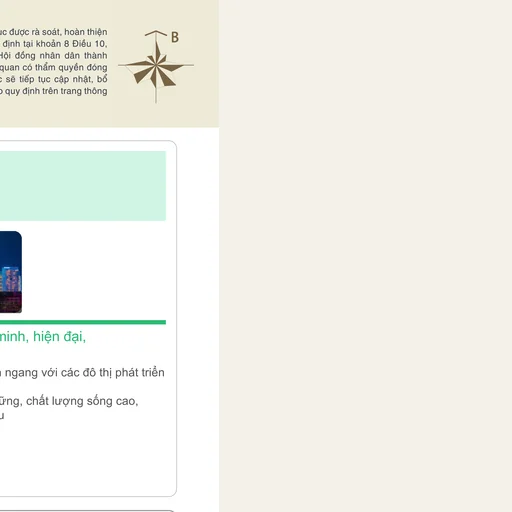 ục được rà soát, hoàn thiện
định tại khoản 8 Điều 10,
Hội đồng nhân dân thành
quan có thẩm quyền đóng
c sẽ tiếp tục cập nhật, bổ
o quy định trên trang thông
B
minh, hiện đại,
ngang với các đô thị phát triển
ững, chất lượng sống cao,
u